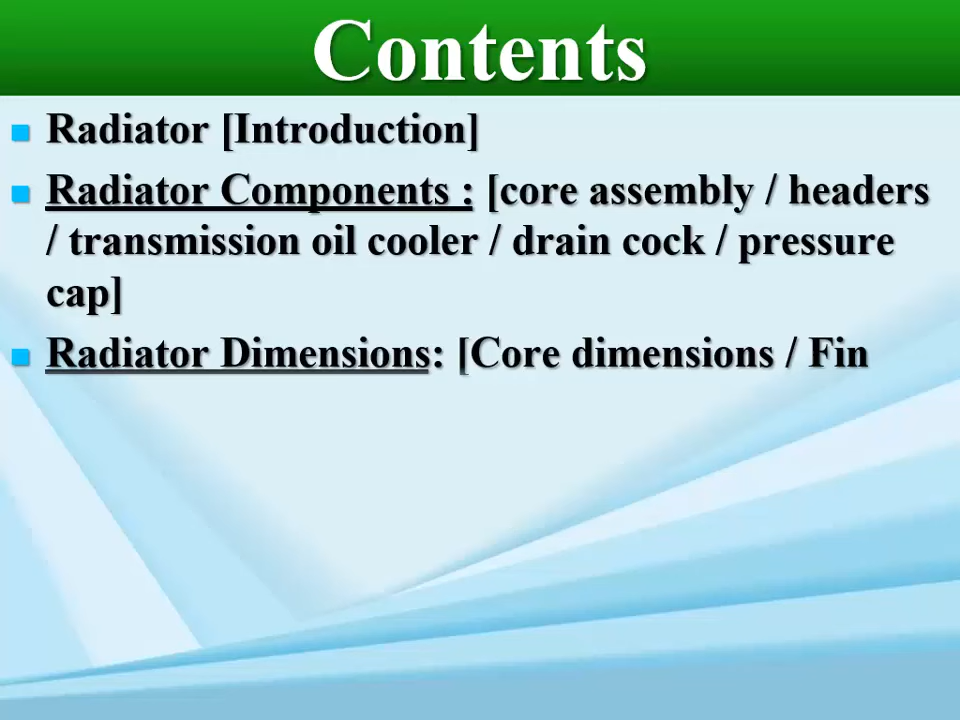 Contents
Radiator [Introduction]
Radiator Components : [core assembly / headers
/ transmission oil cooler / drain cock / pressure
cap]
Radiator Dimensions: [Core dimensions / Fin